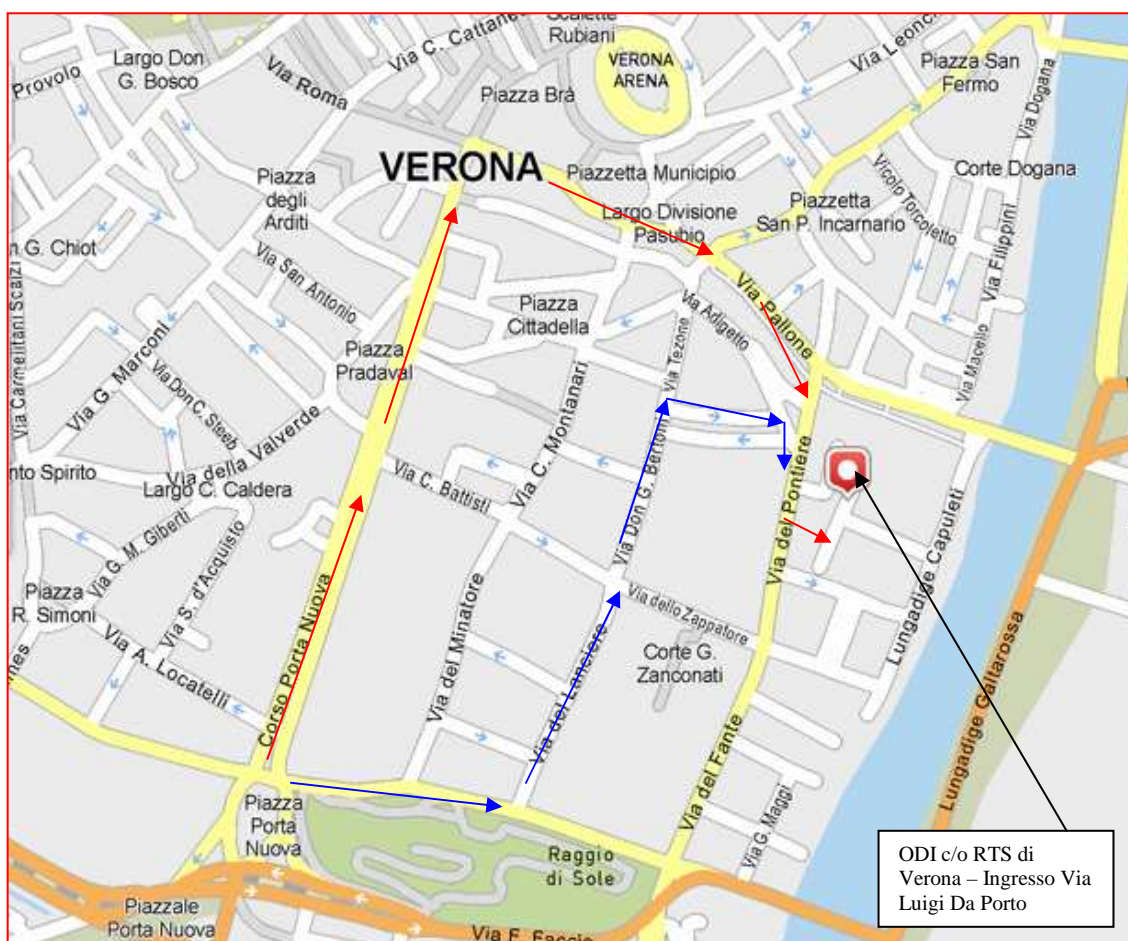 Scalette
Rubiani
Via C. Cattaneo
Largo Don
G. Bosco
Provolo
Via Roma
VERONA
ARENA
Via Leonc
Piazza San
Fermo
Via Dogana
Piazza Brà
VERONA
Piazzetta Municipio
Corte Dogana
Piazza
degli
Arditi
Largo Divisione
Pasubio
Piazzetta
San P. Incarnario
Vicolo Torcoletto
Via Filippini
n G. Chiot
Via San Antonio
Via Carmelitani Scalzi
Via G. Marconi
Piazza
Cittadella
Via Adigetto
Via Pallone
Via Tezone
Via Macello
Piazza
Pradaval
Via Don C. Steeb
Via della Valverde
Via C. Montanari
Via Don G. Bertoni
nto Spirito
Largo C. Caldera
Via C. Battisti
Via del Pontiere
Via G. M. Giberti
Via S. d'Acquisto
Lungadige Capuleti
Piazza
R. Simoni
Corso Porta Nuova
Via del Minatore
Via dello Zappatore
Via A. Locatelli
Via del Lanciere
Corte G.
Zanconati
Lungadige Galtarossa
mes
Via del Fante
Via G. Maggi
Piazza
Porta
Nuova
Raggio
di Sole
Piazzale
Porta Nuova
Via F. Faccio
ODI c/o RTS di
Verona – Ingresso Via
Luigi Da Porto